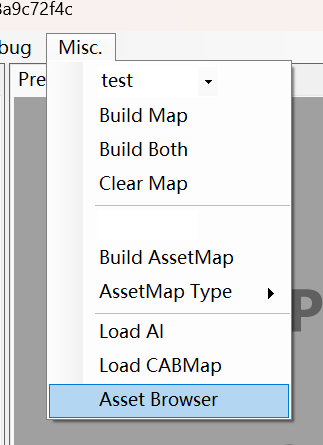 a9c72f4c
bug Misc.
Pre
test
Build Map
Build Both
Clear Map
Build AssetMap
AssetMap Type
P
Load AI
Load CABMap
Asset Browser